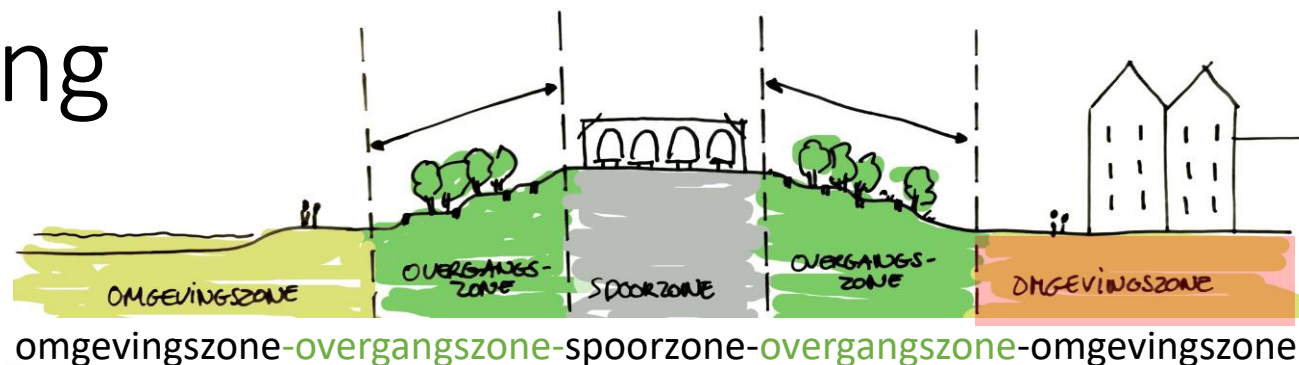 ng
OVERGANGS-
ZONE
OVERGANGS-
ZONE
OMGEVINGSZONE
SPOORZONE
OMGEVINGSZONE
omgevingszone-overgangszone-spoorzone-overgangszone-omgevingszone